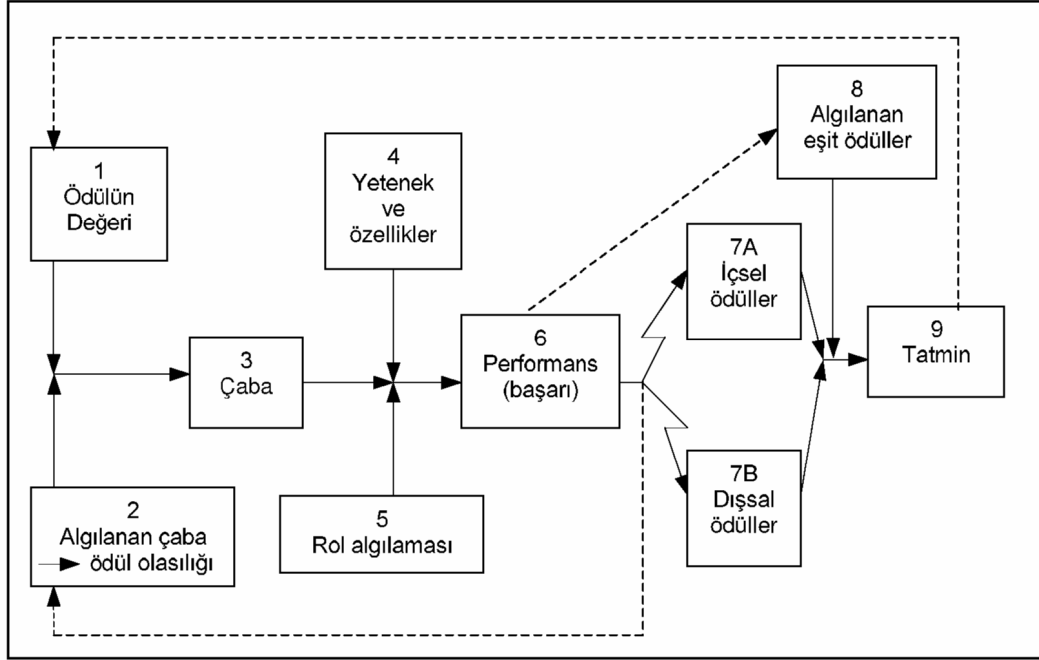 1
Ödülün
Değeri
2
Algılanan çaba
ödül olasılığı
3
Çaba
4
Yetenek
ve
özellikler
5
Rol algılaması
6
Performans
(başarı)
7A
İçsel
ödüller
7B
Dışsal
ödüller
8
Algılanan
eşit ödüller
9
Tatmin